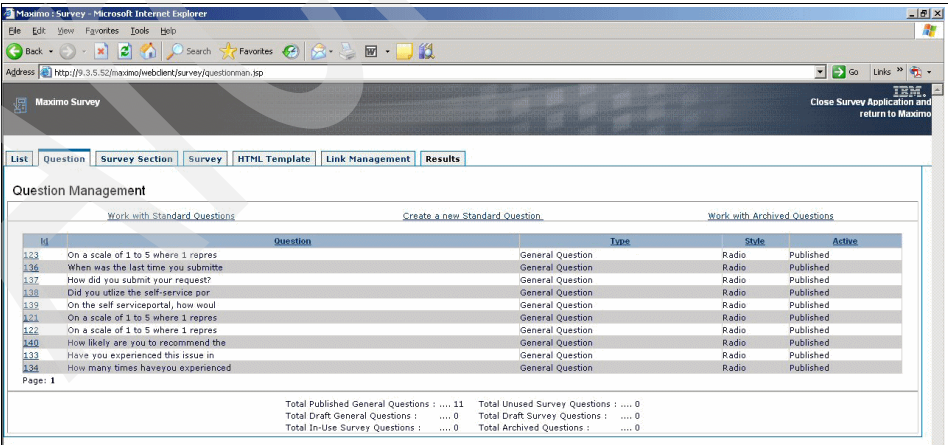 Maximo : Survey - Microsoft Internet Explorer
File Edit View Favorites Tools Help
Back Search Favorites
Address http://9.3.5.52/maximo/webclient/survey/questionman.jsp Go Links »
IBM.
Maximo Survey Close Survey Application and
return to Maximo
List Question Survey Section Survey HTML Template Link Management Results
Question Management
Work with Standard Questions Create a new Standard Question Work with Archived Questions
Id Question Type Style Active
123 On a scale of 1 to 5 where 1 repres General Question Radio Published
136 When was the last time you submitte General Question Radio Published
137 How did you submit your request? General Question Radio Published
138 Did you utlize the self-service por General Question Radio Published
139 On the self serviceportal, how woul General Question Radio Published
121 On a scale of 1 to 5 where 1 repres General Question Radio Published
122 On a scale of 1 to 5 where 1 repres General Question Radio Published
140 How likely are you to recommend the General Question Radio Published
133 Have you experienced this issue in General Question Radio Published
134 How many times haveyou experienced General Question Radio Published
Page: 1
Total Published General Questions : .... 11 Total Unused Survey Questions : .... 0
Total Draft General Questions : .... 0 Total Draft Survey Questions : .... 0
Total In-Use Survey Questions : .... 0 Total Archived Questions : .... 0